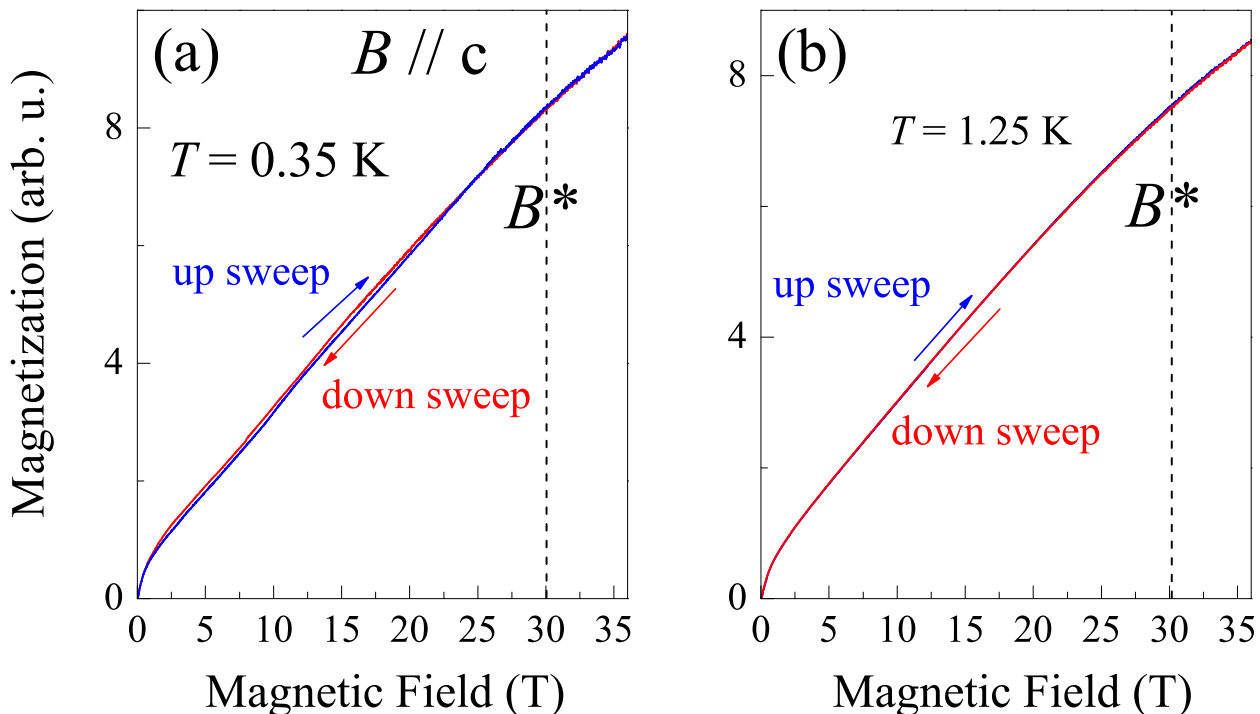 (a)
B // c
T = 0.35 K
B*
up sweep
down sweep
Magnetization (arb. u.)
8
4
0
0 5 10 15 20 25 30 35
Magnetic Field (T)
(b)
T = 1.25 K
B*
up sweep
down sweep
8
4
0
0 5 10 15 20 25 30 35
Magnetic Field (T)